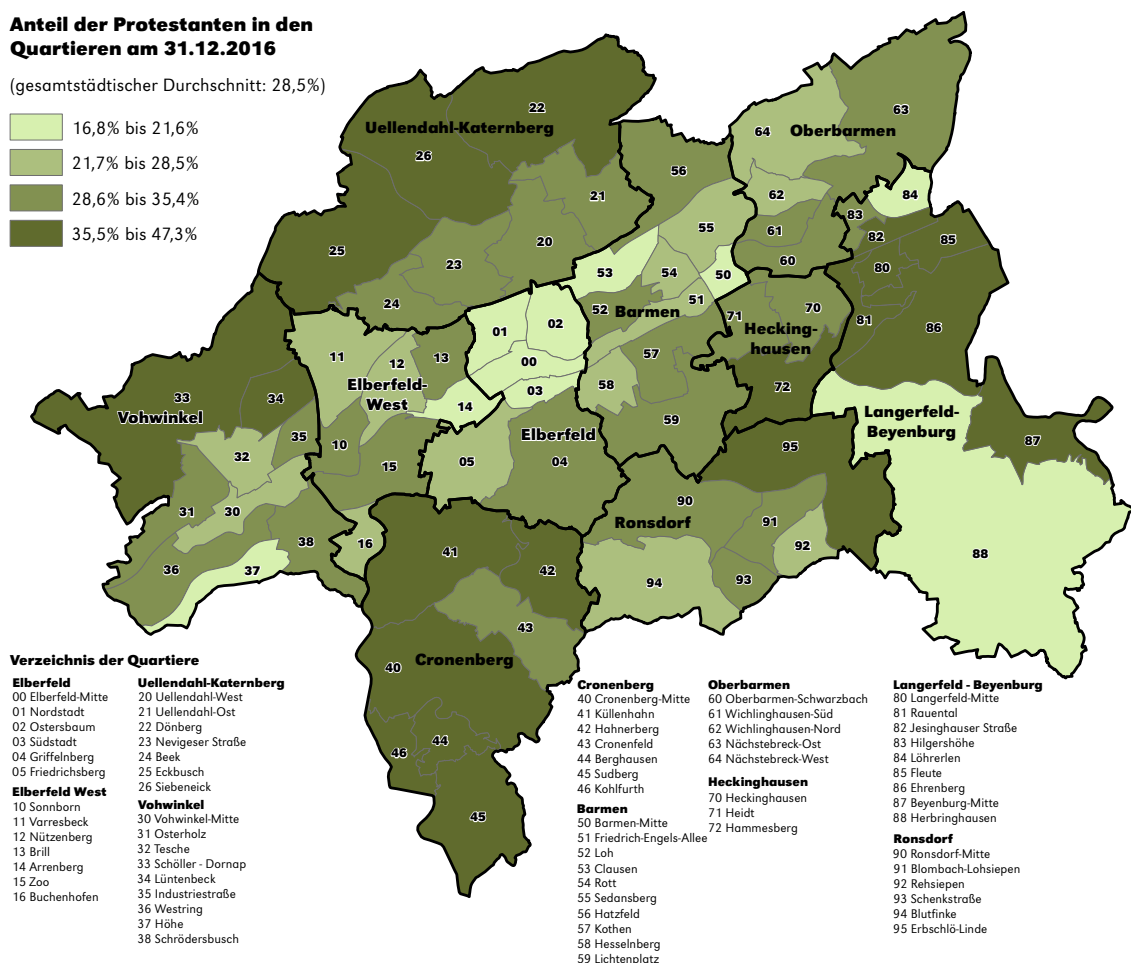 Anteil der Protestanten in den
Quartieren am 31.12.2016
(gesamtstädtischer Durchschnitt: 28,5%)
16,8% bis 21,6%
21,7% bis 28,5%
28,6% bis 35,4%
35,5% bis 47,3%
22
Uellendahl-Katernberg
26
21
20
25
23
24
63
64
Oberbarmen
62
61
60
56
55
53
54
50
52
Barmen
51
57
58
59
84
83
82
85
80
81
86
71
70
Hecking-
hausen
72
01
02
00
03
Elberfeld
05
04
11
12
13
Elberfeld-
West
14
10
15
16
33
34
Vohwinkel
35
32
31
30
38
36
37
Langerfeld-
Beyenburg
87
88
95
90
Ronsdorf
91
92
93
94
41
42
43
40
Cronenberg
44
46
45
Verzeichnis der Quartiere
Elberfeld
00 Elberfeld-Mitte
01 Nordstadt
02 Ostersbaum
03 Südstadt
04 Griffelnberg
05 Friedrichsberg
Elberfeld West
10 Sonnborn
11 Varresbeck
12 Nützenberg
13 Brill
14 Arrenberg
15 Zoo
16 Buchenhofen
Uellendahl-Katernberg
20 Uellendahl-West
21 Uellendahl-Ost
22 Dönberg
23 Nevigeser Straße
24 Beek
25 Eckbusch
26 Siebeneick
Vohwinkel
30 Vohwinkel-Mitte
31 Osterholz
32 Tesche
33 Schöller - Dornap
34 Lüntenbeck
35 Industriestraße
36 Westring
37 Höhe
38 Schrödersbusch
Cronenberg
40 Cronenberg-Mitte
41 Küllenhahn
42 Hahnerberg
43 Cronenfeld
44 Berghausen
45 Sudberg
46 Kohlfurth
Barmen
50 Barmen-Mitte
51 Friedrich-Engels-Allee
52 Loh
53 Clausen
54 Rott
55 Sedansberg
56 Hatzfeld
57 Kothen
58 Hesselnberg
59 Lichtenplatz
Oberbarmen
60 Oberbarmen-Schwarzbach
61 Wichlinghausen-Süd
62 Wichlinghausen-Nord
63 Nächstebreck-Ost
64 Nächstebreck-West
Heckinghausen
70 Heckinghausen
71 Heidt
72 Hammesberg
Langerfeld - Beyenburg
80 Langerfeld-Mitte
81 Rauental
82 Jesinghauser Straße
83 Hilgershöhe
84 Löhrerlen
85 Fleute
86 Ehrenberg
87 Beyenburg-Mitte
88 Herbringhausen
Ronsdorf
90 Ronsdorf-Mitte
91 Blombach-Lohsiepen
92 Rehsiepen
93 Schenkstraße
94 Blutfinke
95 Erbschlö-Linde